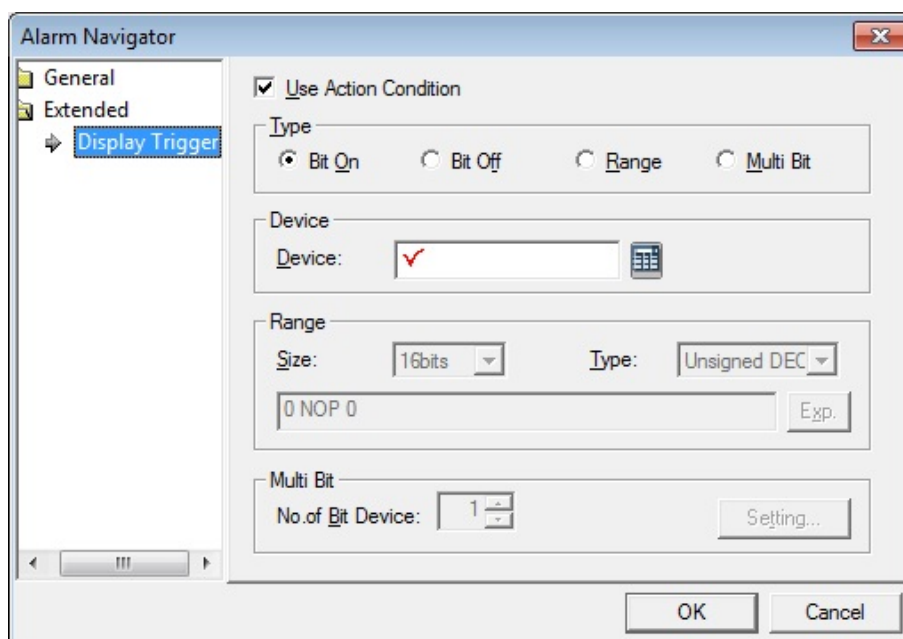 Alarm Navigator
General
Extended
Display Trigger
Use Action Condition
Type
Bit On Bit Off Range Multi Bit
Device
Device:
Range
Size: 16bits Type: Unsigned DEC
0 NOP 0 Exp.
Multi Bit
No.of Bit Device: 1 Setting...
OK Cancel